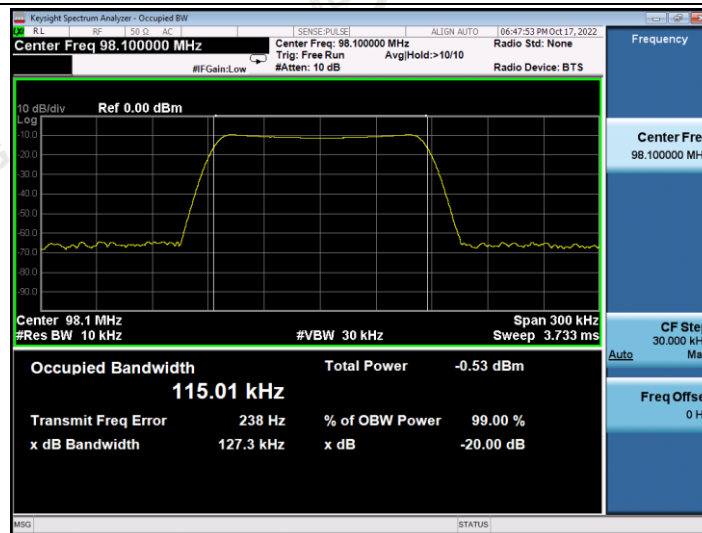 Keysight Spectrum Analyzer - Occupied BW
LXI RL RF 50 Ω AC SENSE:PULSE ALIGN AUTO 06:47:53 PM Oct 17, 2022
Center Freq 98.100000 MHz
Center Freq: 98.100000 MHz Radio Std: None
Trig: Free Run Avg|Hold:>10/10
#IFGain:Low #Atten: 10 dB Radio Device: BTS
Frequency
10 dB/div Ref 0.00 dBm
Log
-10.0
-20.0
-30.0
-40.0
-50.0
-60.0
-70.0
-80.0
-90.0
Center 98.1 MHz Span 300 kHz
#Res BW 10 kHz #VBW 30 kHz Sweep 3.733 ms
Center Fre
98.100000 MH
CF Ste
30.000 kH
Auto Ma
Freq Offse
0 H
Occupied Bandwidth Total Power -0.53 dBm
115.01 kHz
Transmit Freq Error 238 Hz % of OBW Power 99.00 %
x dB Bandwidth 127.3 kHz x dB -20.00 dB
MSG STATUS